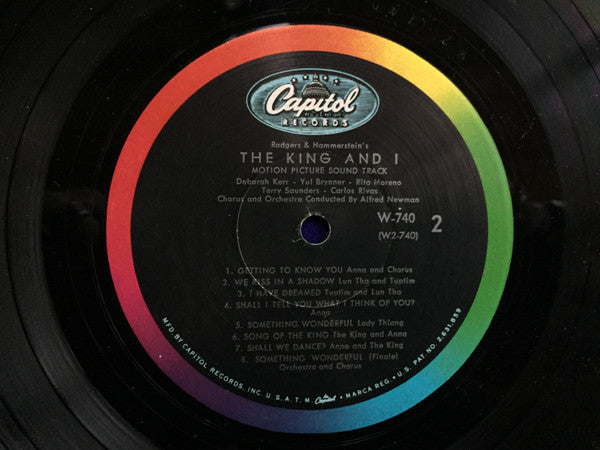 Capitol
RECORDS
Rodgers & Hammerstein's
THE KING AND I
MOTION PICTURE SOUND TRACK
Deborah Kerr - Yul Brynner - Rita Moreno
Terry Saunders - Carlos Rivas
Chorus and Orchestra Conducted By Alfred Newman
W-740
(W2-740)
2
1. GETTING TO KNOW YOU Anna and Chorus
2. WE KISS IN A SHADOW Lun Tha and Tuptim
3. I HAVE DREAMED Tuptim and Lun Tha
4. SHALL I TELL YOU WHAT I THINK OF YOU?
Anna
5. SOMETHING WONDERFUL Lady Thiang
6. SONG OF THE KING The King and Anna
7. SHALL WE DANCE? Anna and The King
8. SOMETHING WONDERFUL (Finale)
Orchestra and Chorus
MFD. BY CAPITOL RECORDS, INC. U. S. A. T. M. Capitol MARCA REG. • U. S. PAT. NO. 2,631,859